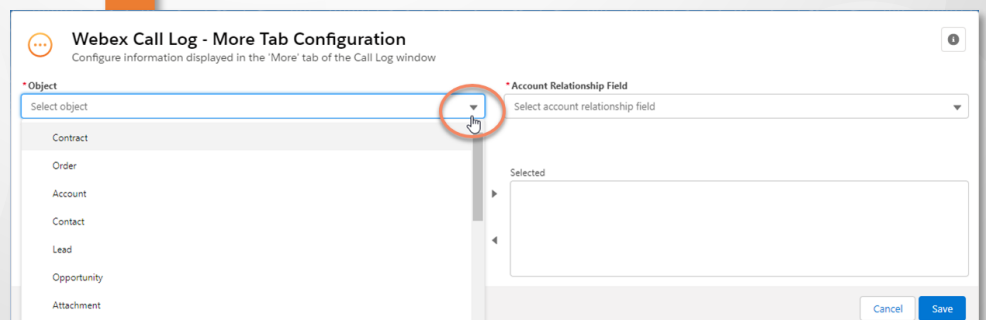 Webex Call Log - More Tab Configuration
Configure information displayed in the 'More' tab of the Call Log window
*Object
*Account Relationship Field
Select object
Select account relationship field
Contract
Order
Account
Contact
Lead
Opportunity
Attachment
Selected
Cancel
Save